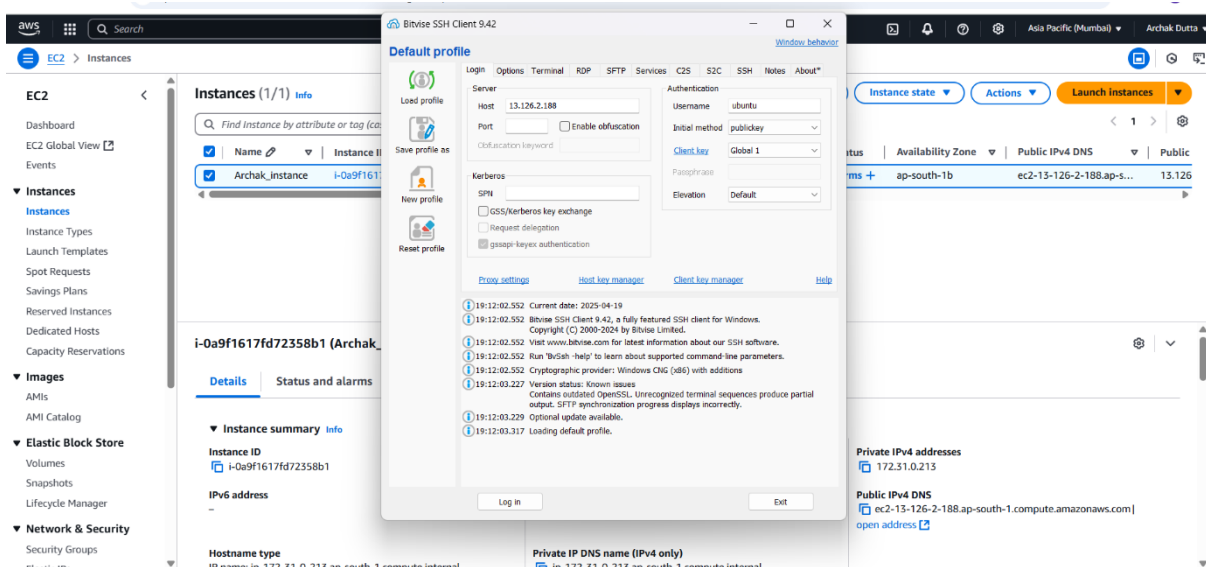 aws
Search
Asia Pacific (Mumbai)
Archak Dutta
EC2 > Instances
EC2
Dashboard
EC2 Global View
Events
Instances
Instances
Instance Types
Launch Templates
Spot Requests
Savings Plans
Reserved Instances
Dedicated Hosts
Capacity Reservations
Images
AMIs
AMI Catalog
Elastic Block Store
Volumes
Snapshots
Lifecycle Manager
Network & Security
Security Groups
Instances (1/1) Info
Find Instance by attribute or tag (ca
Name
Archak_instance i-0a9f161
Instance state
Actions
Launch instances
1
Availability Zone Public IPv4 DNS Public
ap-south-1b ec2-13-126-2-188.ap-s... 13.126
Bitvise SSH Client 9.42
Default profile
Window behavior
Load profile
Save profile as
New profile
Reset profile
Login Options Terminal RDP SFTP Services C2S S2C SSH Notes About*
Server
Host 13.126.2.188
Port Enable obfuscation
Obfuscation keyword
Kerberos
SPN
GSS/Kerberos key exchange
Request delegation
gssapi-keyex authentication
Authentication
Username ubuntu
Initial method publickey
Client key Global 1
Passphrase
Elevation Default
Proxy settings Host key manager Client key manager Help
19:12:02.552 Current date: 2025-04-19
19:12:02.552 Bitvise SSH Client 9.42, a fully featured SSH client for Windows.
Copyright (C) 2000-2024 by Bitvise Limited.
19:12:02.552 Visit www.bitvise.com for latest information about our SSH software.
19:12:02.552 Run 'BvSsh -help' to learn about supported command-line parameters.
19:12:02.552 Cryptographic provider: Windows CNG (x86) with additions
19:12:03.227 Version status: Known issues
Contains outdated OpenSSL. Unrecognized terminal sequences produce partial
output. SFTP synchronization progress displays incorrectly.
19:12:03.229 Optional update available.
19:12:03.317 Loading default profile.
Log in Exit
i-0a9f1617fd72358b1 (Archak_
Details Status and alarms
Instance summary Info
Instance ID
i-0a9f1617fd72358b1
IPv6 address
–
Hostname type
Private IP DNS name (IPv4 only)
Private IPv4 addresses
172.31.0.213
Public IPv4 DNS
ec2-13-126-2-188.ap-south-1.compute.amazonaws.com|
open address